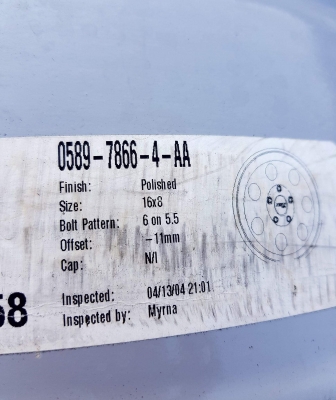 0589-7866-4-AA
Finish: Polished
Size: 16x8
Bolt Pattern: 6 on 5.5
Offset: -11mm
Cap: N/I
Inspected: 04/13/04 21:01
Inspected by: Myrna
58